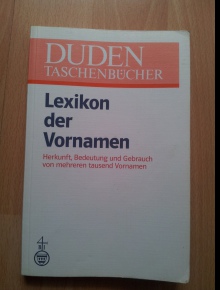 DUDEN
TASCHENBÜCHER
Lexikon
der
Vornamen
Herkunft, Bedeutung und Gebrauch
von mehreren tausend Vornamen